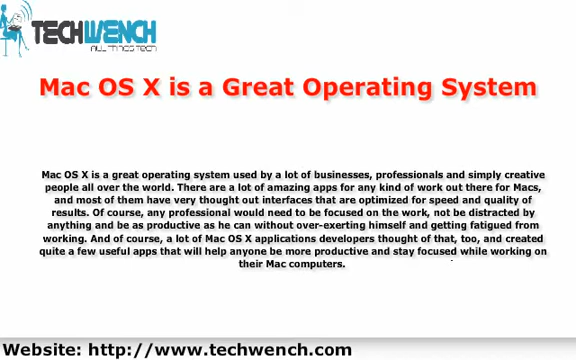 TECHWENCH
ALL THINGS TECH
Mac OS X is a Great Operating System
Mac OS X is a great operating system used by a lot of businesses, professionals and simply creative
people all over the world. There are a lot of amazing apps for any kind of work out there for Macs,
and most of them have very thought out interfaces that are optimized for speed and quality of
results. Of course, any professional would need to be focused on the work, not be distracted by
anything and be as productive as he can without over-exerting himself and getting fatigued from
working. And of course, a lot of Mac OS X applications developers thought of that, too, and created
quite a few useful apps that will help anyone be more productive and stay focused while working on
their Mac computers.
Website: http://www.techwench.com